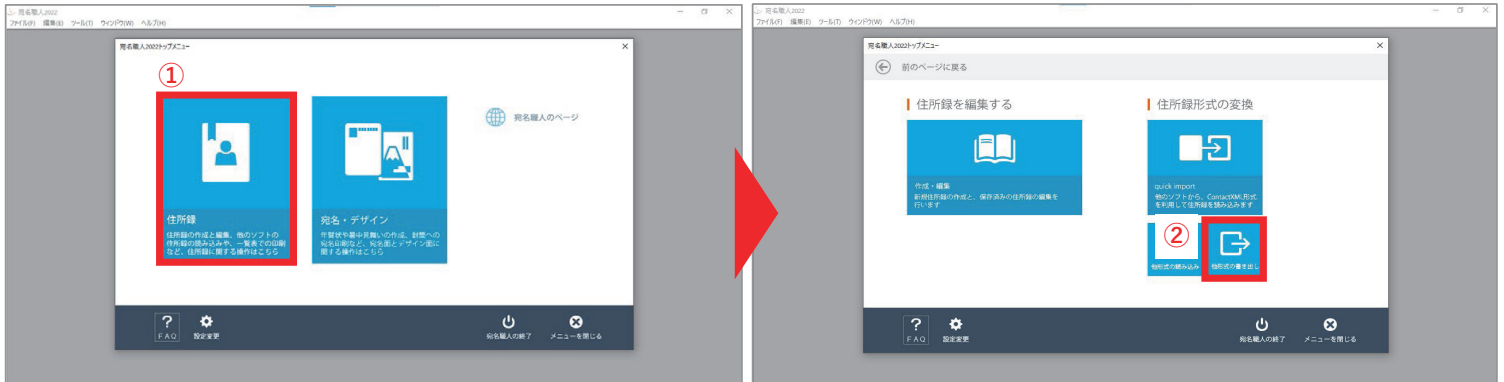 宛名職人2022
ファイル(F) 編集(E) ツール(T) ウィンドウ(W) ヘルプ(H)
宛名職人2022トップメニュー
①
住所録
住所録の作成と編集、他のソフトの
住所録の読み込みや、一覧表での印刷
など、住所録に関する操作はこちら
宛名・デザイン
年賀状や暑中見舞いの作成、封筒への
宛名印刷など、宛名面とデザイン面に
関する操作はこちら
宛名職人のページ
?
FAQ
設定変更
宛名職人の終了
メニューを閉じる
宛名職人2022
ファイル(F) 編集(E) ツール(T) ウィンドウ(W) ヘルプ(H)
宛名職人2022トップメニュー
前のページに戻る
住所録を編集する
作成・編集
新規住所録の作成と、保存済みの住所録の編集を
行います
住所録形式の変換
quick import
他のソフトから、ContactXML形式
を利用して住所録を読み込みます
②
他形式の読み込み
他形式の書き出し
?
FAQ
設定変更
宛名職人の終了
メニューを閉じる